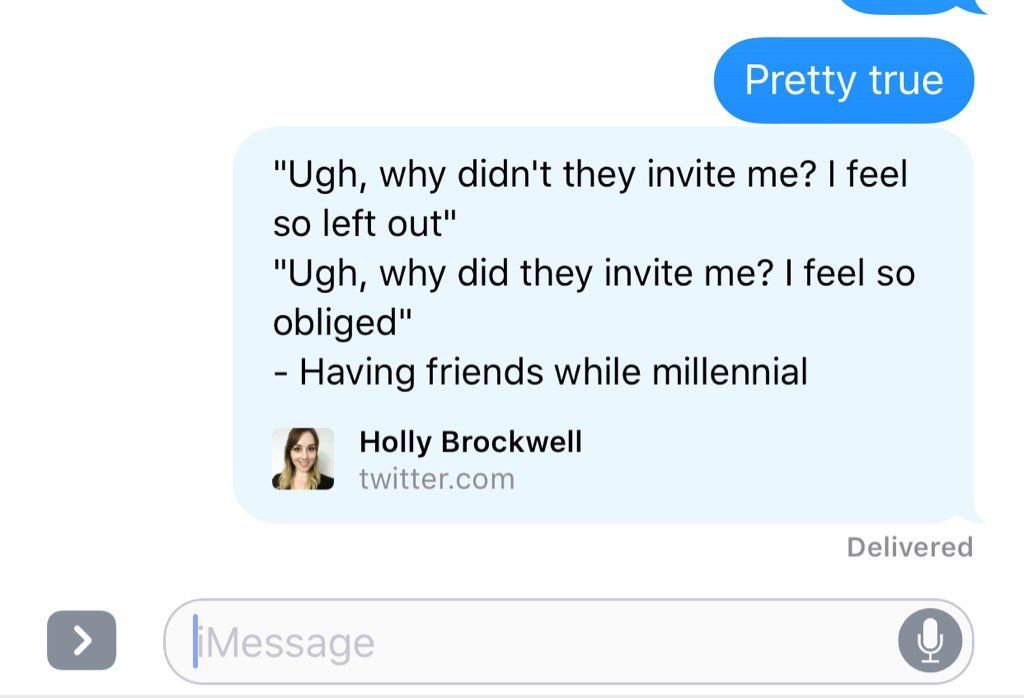 Pretty true
"Ugh, why didn't they invite me? I feel
so left out"
"Ugh, why did they invite me? I feel so
obliged"
- Having friends while millennial
Holly Brockwell
twitter.com
Delivered
iMessage